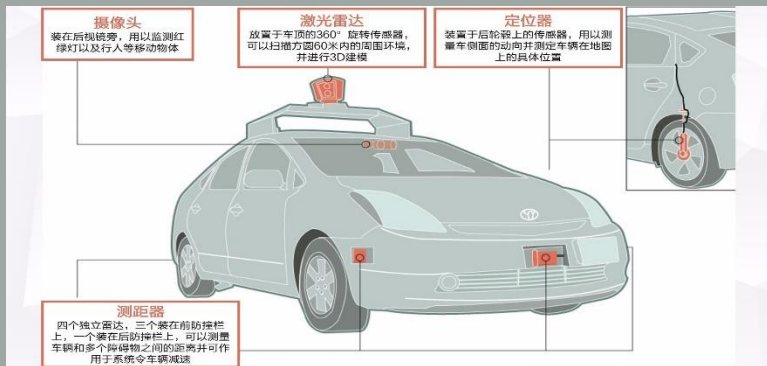 摄像头
装在后视镜旁，用以监测红
绿灯以及行人等移动物体
激光雷达
放置于车顶的360°旋转传感器，
可以扫描方圆60米内的周围环境，
并进行3D建模
定位器
装置于后轮毂上的传感器，用以测
量车侧面的动向并测定车辆在地图
上的具体位置
测距器
四个独立雷达，三个装在前防撞栏
上，一个装在后防撞栏上，可以测量
车辆和多个障碍物之间的距离并可作
用于系统令车辆减速